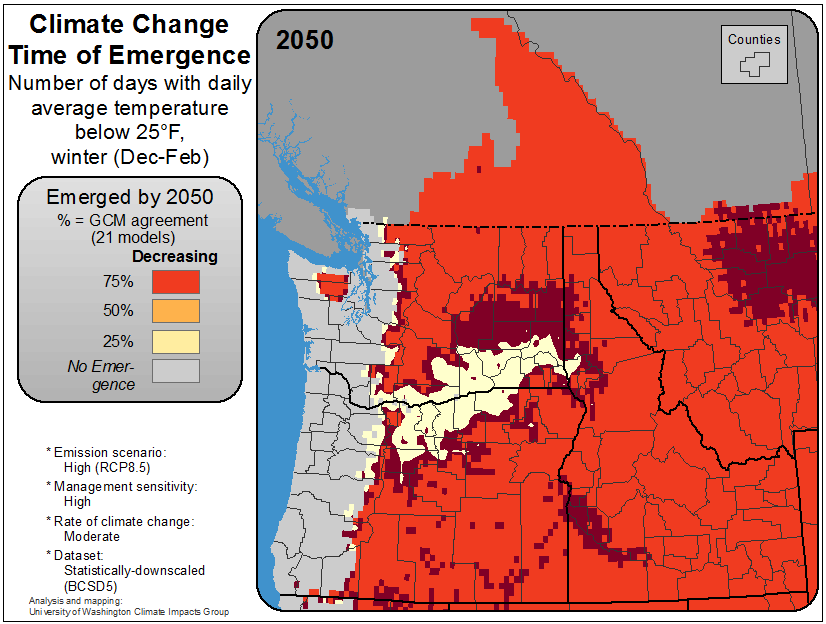 Climate Change
Time of Emergence
Number of days with daily
average temperature
below 25°F,
winter (Dec-Feb)
Emerged by 2050
% = GCM agreement
(21 models)
Decreasing
75%
50%
25%
No Emer-
gence
* Emission scenario:
High (RCP8.5)
* Management sensitivity:
High
* Rate of climate change:
Moderate
* Dataset:
Statistically-downscaled
(BCSD5)
Analysis and mapping:
University of Washington Climate Impacts Group
2050
Counties